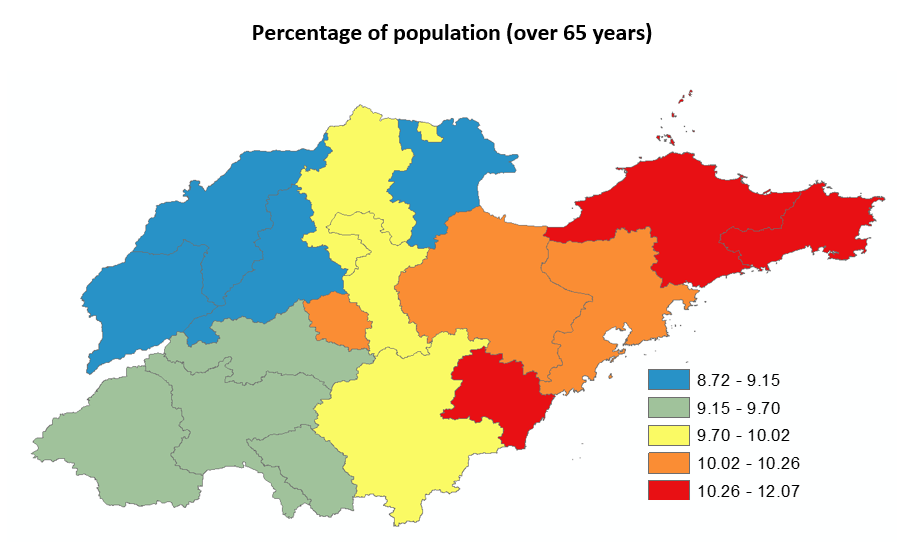 Percentage of population (over 65 years)
8.72 - 9.15
9.15 - 9.70
9.70 - 10.02
10.02 - 10.26
10.26 - 12.07